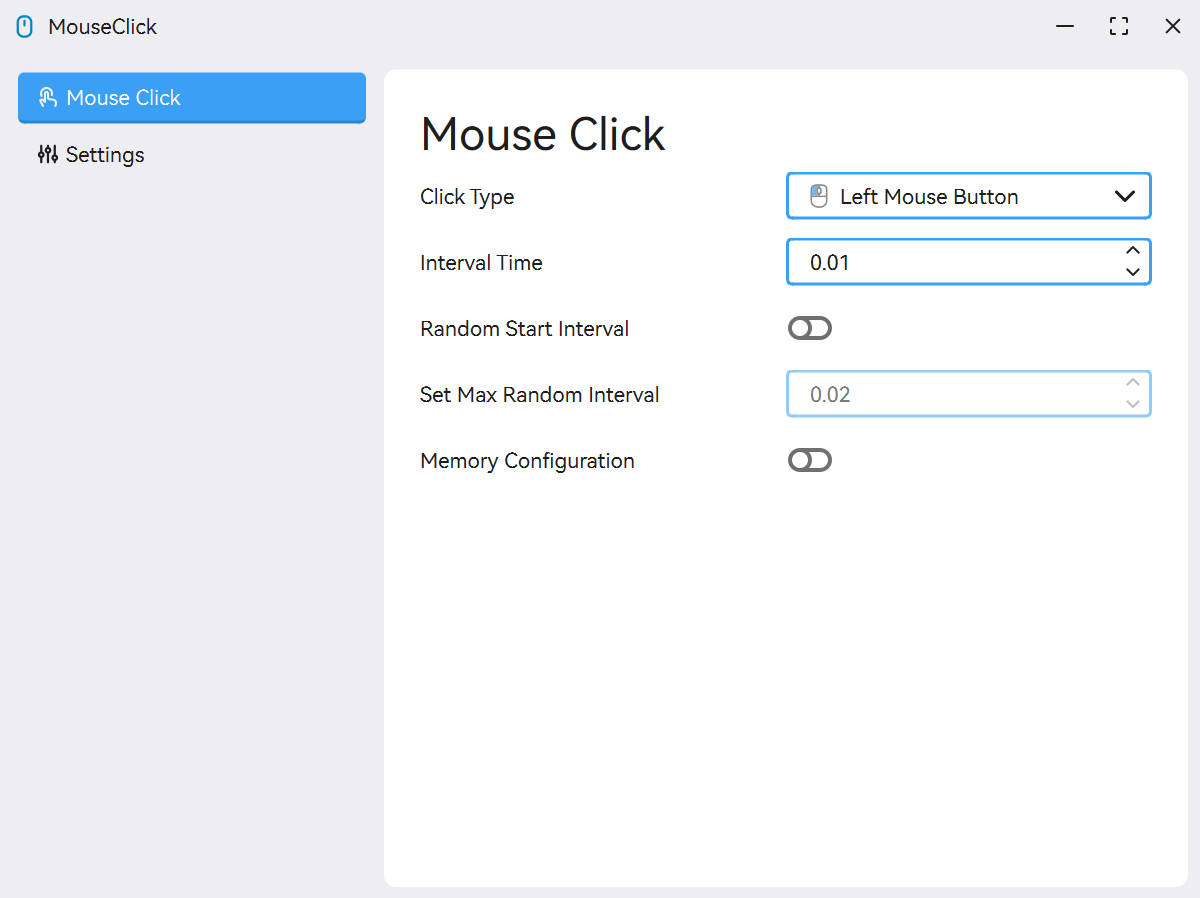 MouseClick
Mouse Click
Settings
Mouse Click
Click Type
Left Mouse Button
Interval Time
0.01
Random Start Interval
Set Max Random Interval
0.02
Memory Configuration